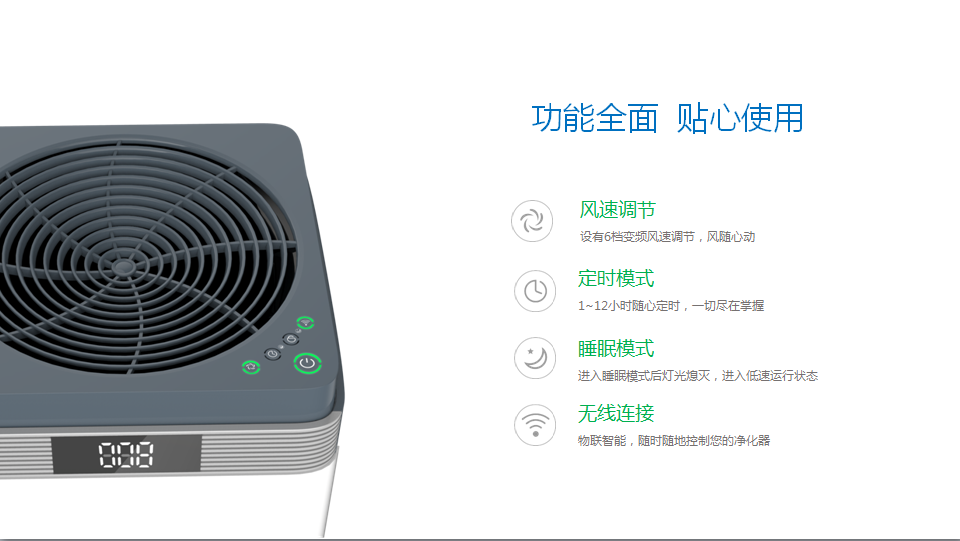 功能全面 贴心使用
风速调节
设有6档变频风速调节，风随心动
定时模式
1~12小时随心定时，一切尽在掌握
睡眠模式
进入睡眠模式后灯光熄灭，进入低速运行状态
无线连接
物联智能，随时随地控制您的净化器
008